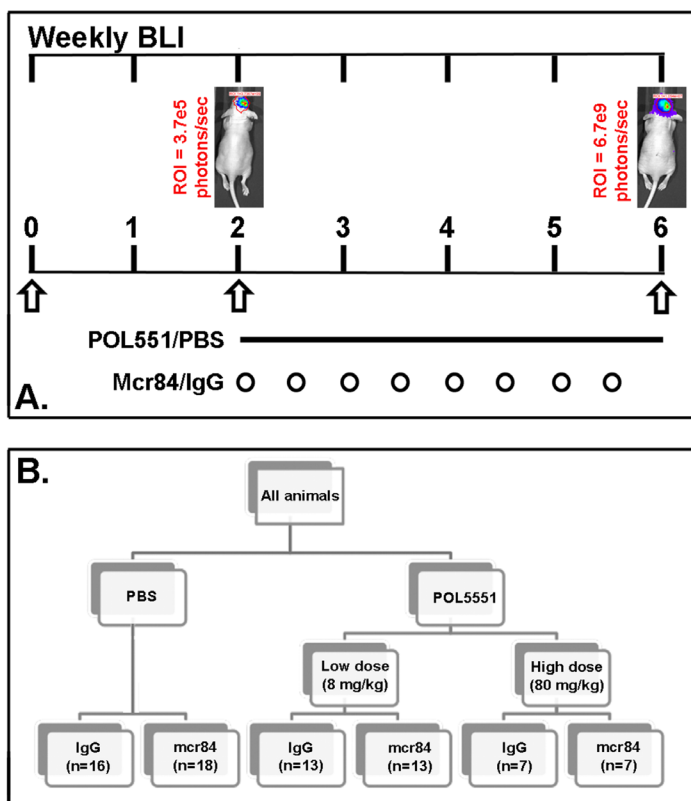 Weekly BLI
ROI = 3.7e5
photons/sec
ROI = 6.7e9
photons/sec
0 1 2 3 4 5 6
POL551/PBS
Mcr84/IgG
A.
B.
All animals
PBS
POL5551
Low dose
(8 mg/kg)
High dose
(80 mg/kg)
IgG
(n=16)
mcr84
(n=18)
IgG
(n=13)
mcr84
(n=13)
IgG
(n=7)
mcr84
(n=7)